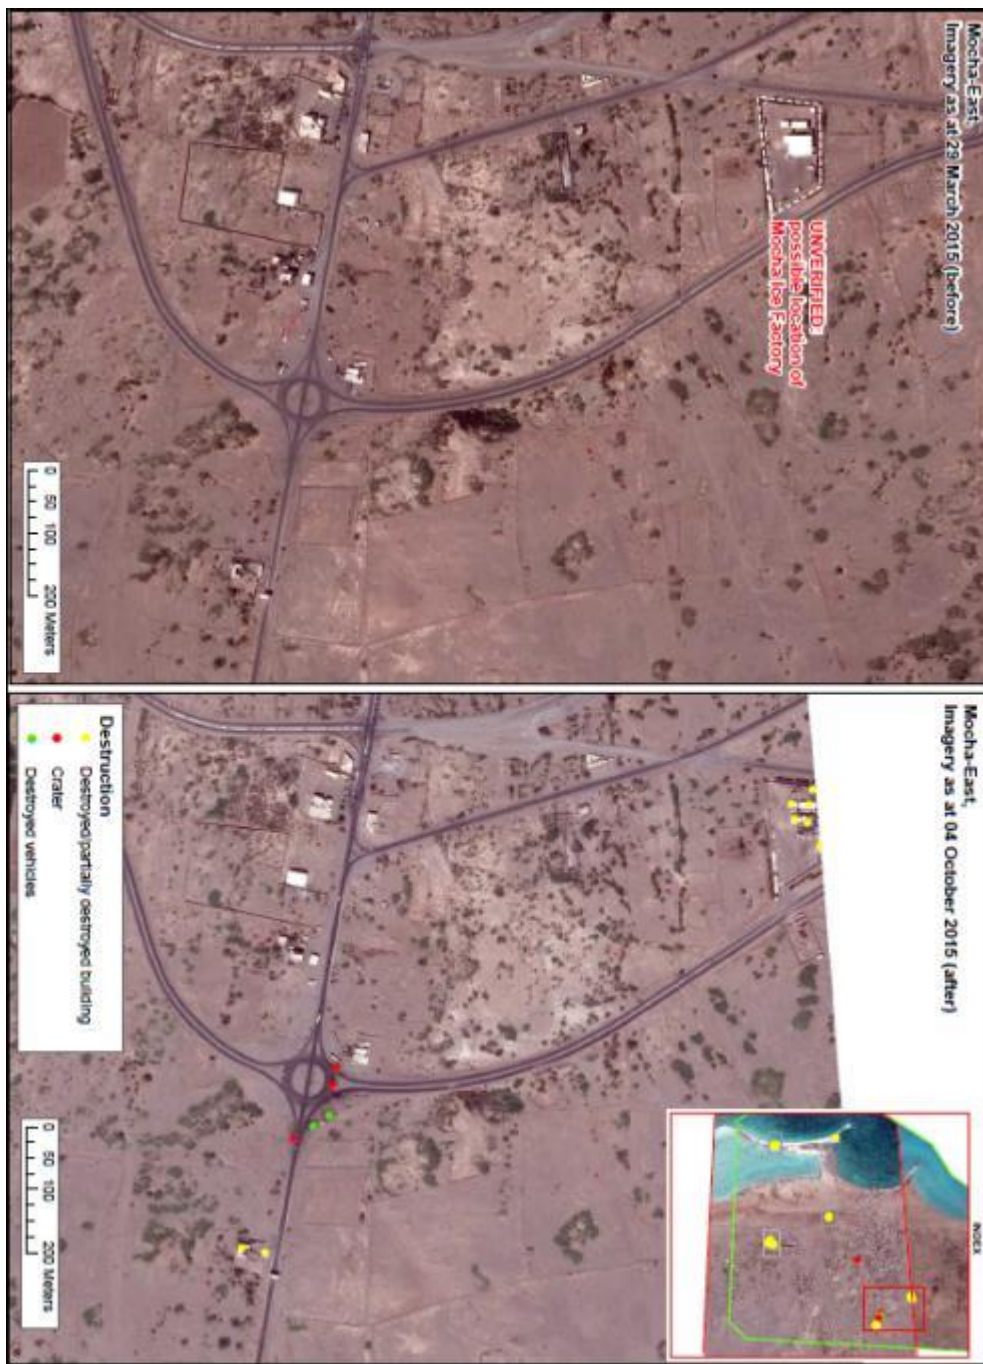 Mocha-East,
Imagery as at 29 March 2015 (before)
UNVERIFIED:
possible location of
Mocha Ice Factory
0 50 100 200 Meters
Mocha-East,
Imagery as at 04 October 2015 (after)
INDEX
Destruction
Destroyed/partially destroyed building
Crater
Destroyed vehicles
0 50 100 200 Meters